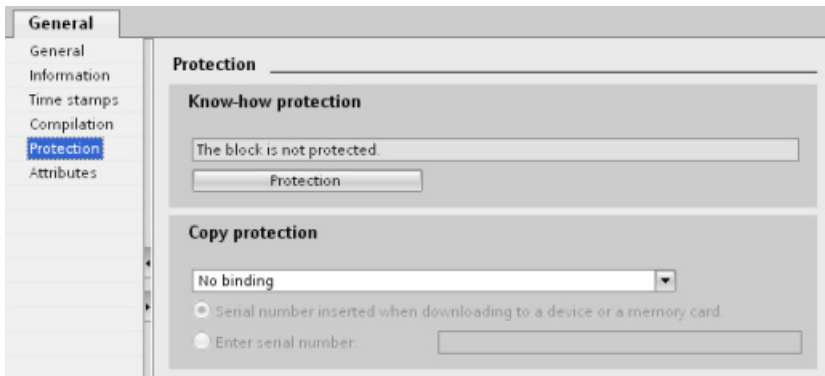 General
General
Information
Time stamps
Compilation
Protection
Attributes
Protection
Know-how protection
The block is not protected.
Protection
Copy protection
No binding
Serial number inserted when downloading to a device or a memory card.
Enter serial number: